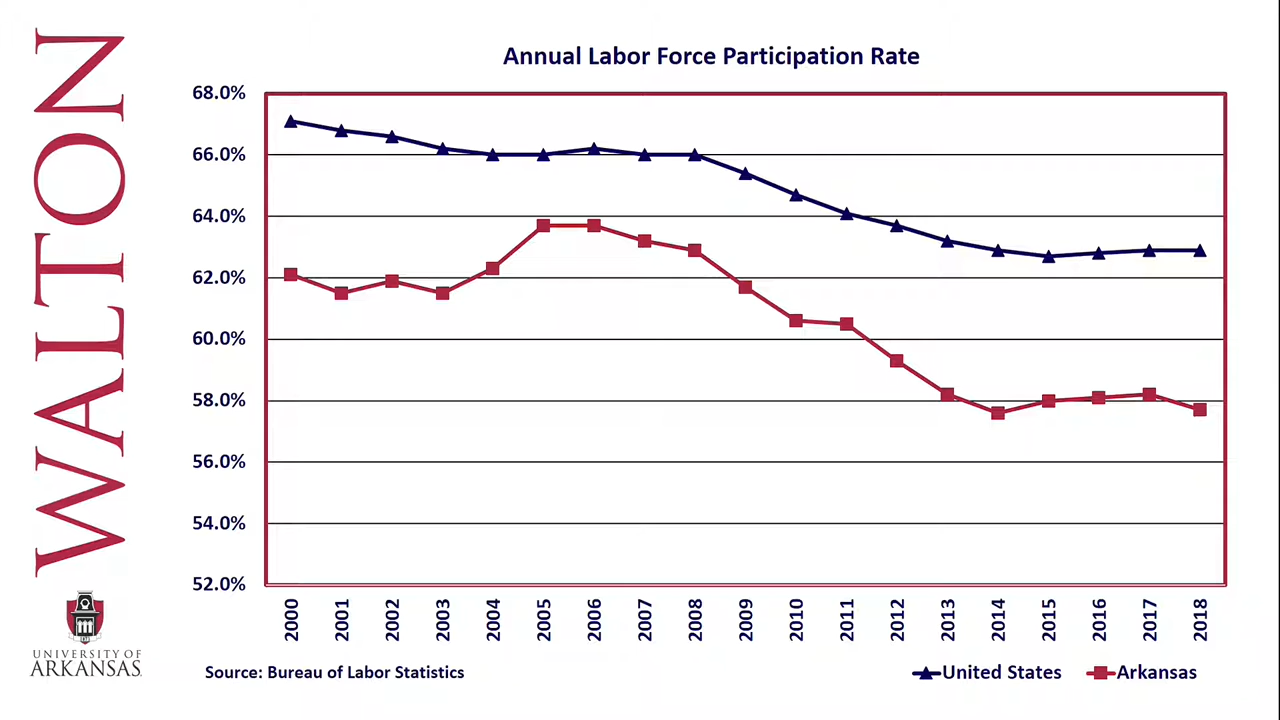 WALTON
UNIVERSITY OF
ARKANSAS
Annual Labor Force Participation Rate
68.0%
66.0%
64.0%
62.0%
60.0%
58.0%
56.0%
54.0%
52.0%
2000 2001 2002 2003 2004 2005 2006 2007 2008 2009 2010 2011 2012 2013 2014 2015 2016 2017 2018
Source: Bureau of Labor Statistics
United States Arkansas